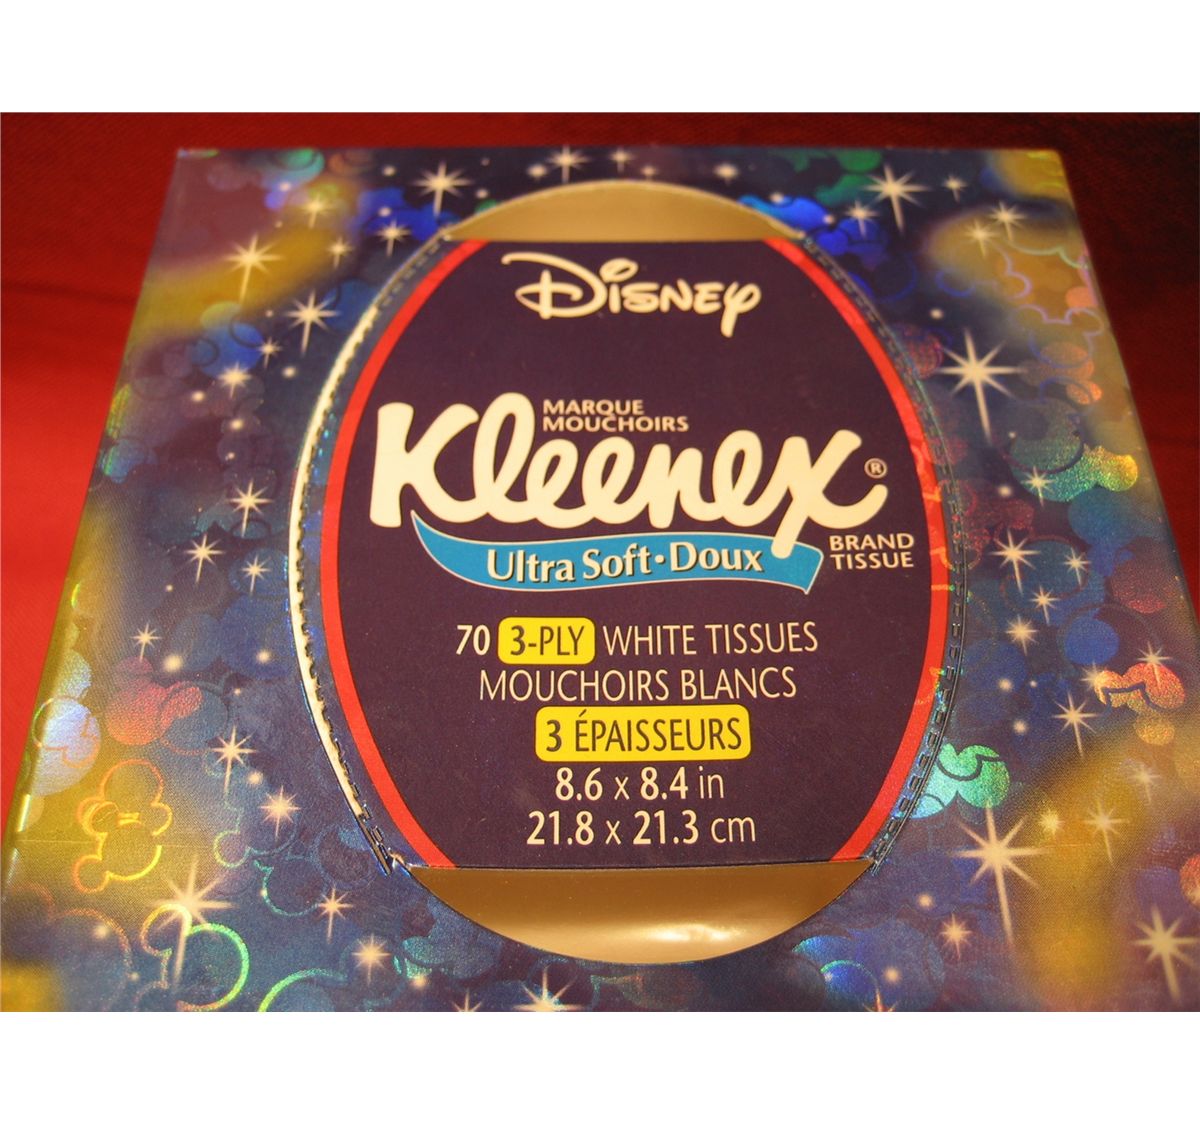 Disney
MARQUE
MOUCHOIRS
Kleenex®
Ultra Soft·Doux
BRAND
TISSUE
70 3-PLY WHITE TISSUES
MOUCHOIRS BLANCS
3 ÉPAISSEURS
8.6 x 8.4 in
21.8 x 21.3 cm